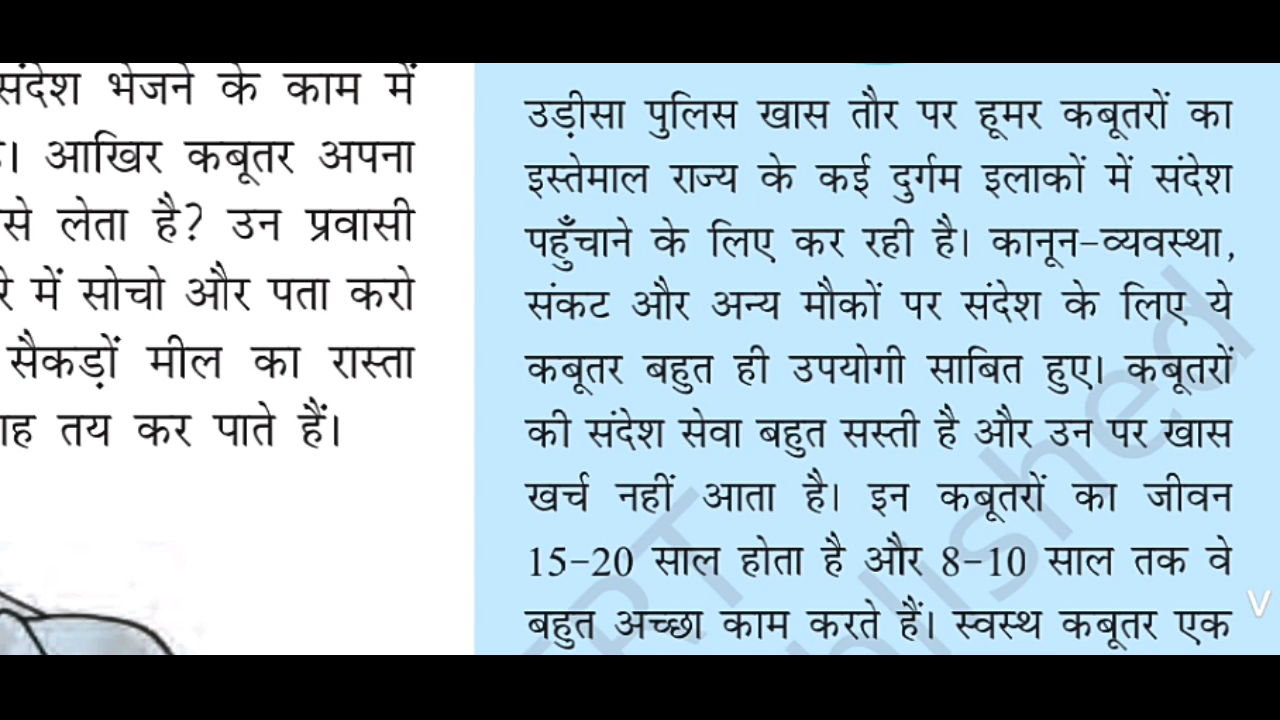 संदेश भेजने के काम में
आखिर कबूतर अपना
से लेता है? उन प्रवासी
रे में सोचो और पता करो
सैकड़ों मील का रास्ता
तय कर पाते हैं।
उड़ीसा पुलिस खास तौर पर हूमर कबूतरों का
इस्तेमाल राज्य के कई दुर्गम इलाकों में संदेश
पहुँचाने के लिए कर रही है। कानून-व्यवस्था,
संकट और अन्य मौकों पर संदेश के लिए ये
कबूतर बहुत ही उपयोगी साबित हुए। कबूतरों
की संदेश सेवा बहुत सस्ती है और उन पर खास
खर्च नहीं आता है। इन कबूतरों का जीवन
15-20 साल होता है और 8-10 साल तक वे
बहुत अच्छा काम करते हैं। स्वस्थ कबूतर एक
V